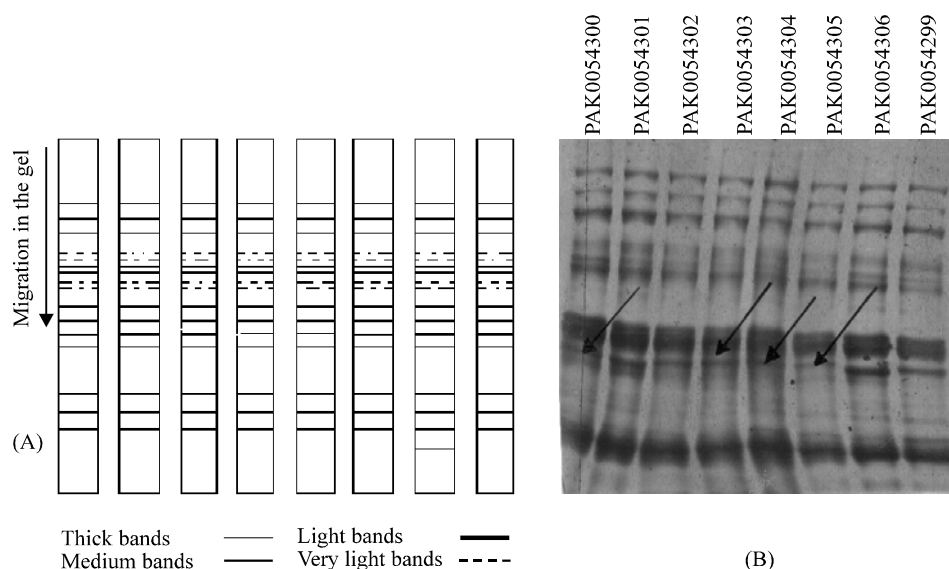 PAK0054300
PAK0054301
PAK0054302
PAK0054303
PAK0054304
PAK0054305
PAK0054306
PAK0054299
Migration in the gel
(A)
Thick bands
Light bands
Medium bands
Very light bands
(B)